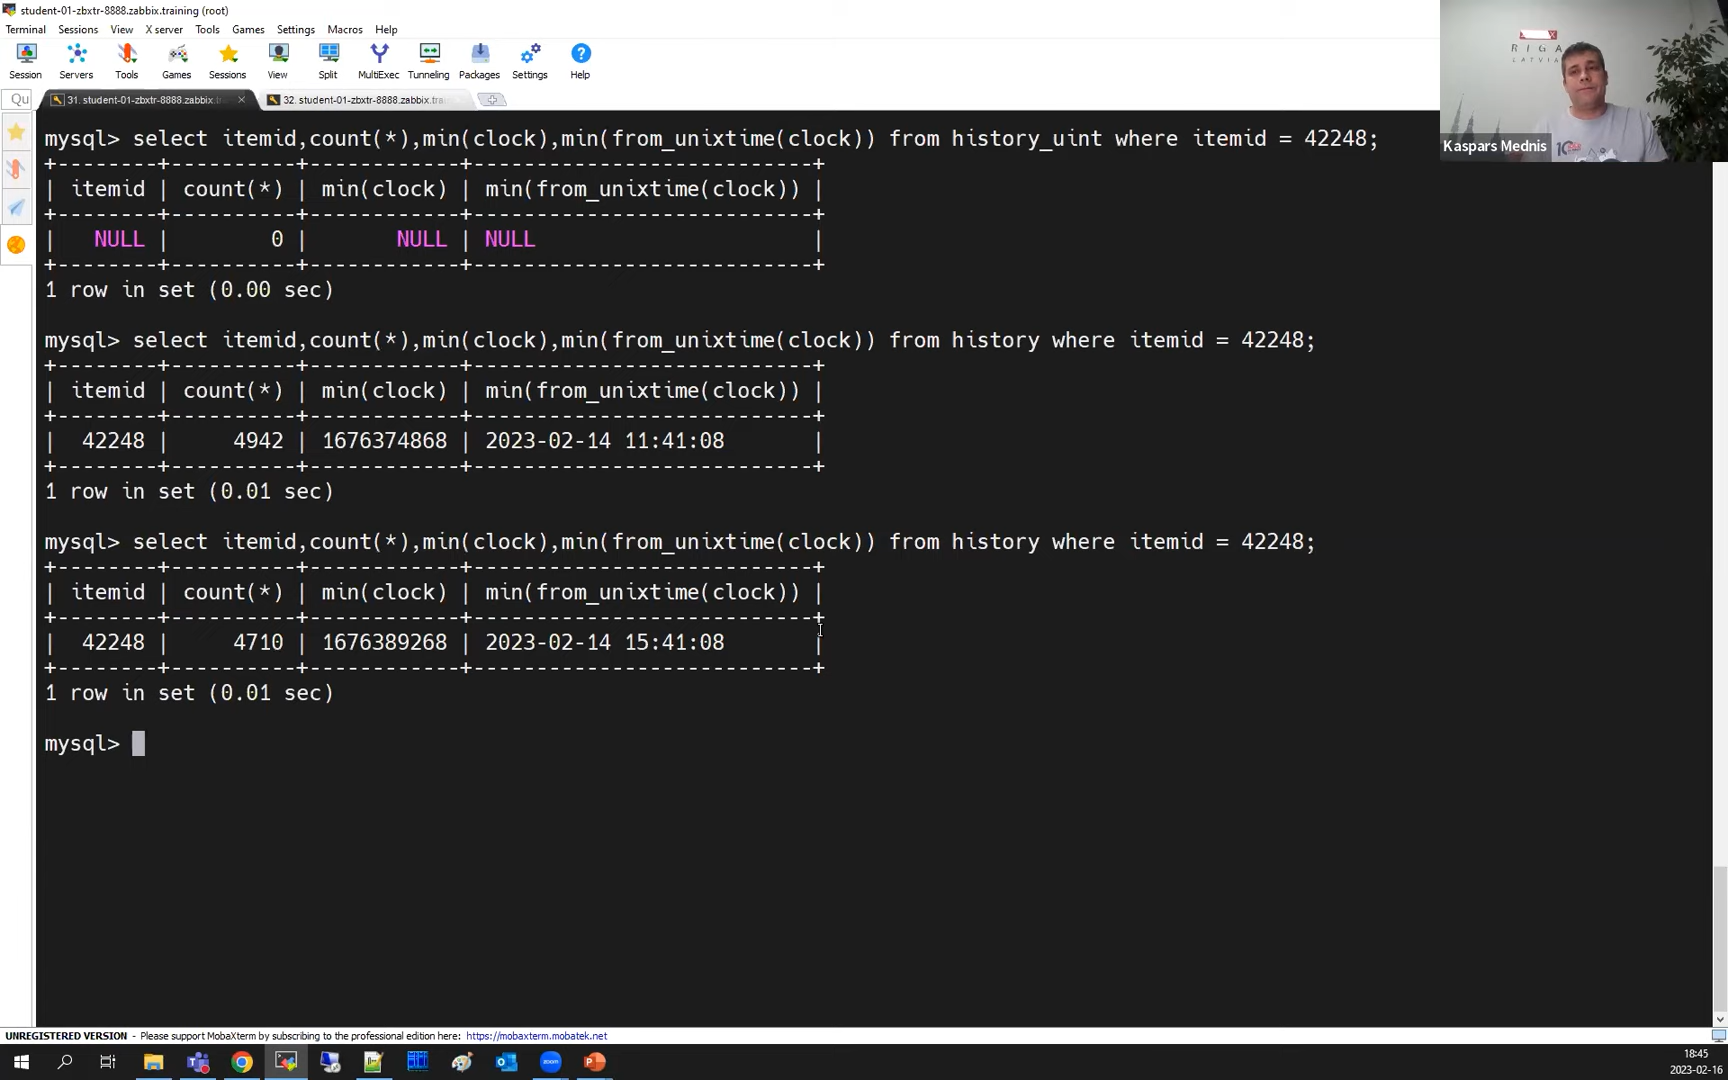 student-01-zbxtr-8888.zabbix.training (root)
Terminal Sessions View X server Tools Games Settings Macros Help
Session Servers Tools Games Sessions View Split MultiExec Tunneling Packages Settings Help
Qu 31. student-01-zbxtr-8888.zabbix.tr 32. student-01-zbxtr-8888.zabbix.trai
RIGA
LATVIA
Kaspars Mednis
mysql> select itemid,count(*),min(clock),min(from_unixtime(clock)) from history_uint where itemid = 42248;
+--------+----------+------------+---------------------------+
| itemid | count(*) | min(clock) | min(from_unixtime(clock)) |
+--------+----------+------------+---------------------------+
| NULL | 0 | NULL | NULL |
+--------+----------+------------+---------------------------+
1 row in set (0.00 sec)
mysql> select itemid,count(*),min(clock),min(from_unixtime(clock)) from history where itemid = 42248;
+--------+----------+------------+---------------------------+
| itemid | count(*) | min(clock) | min(from_unixtime(clock)) |
+--------+----------+------------+---------------------------+
| 42248 | 4942 | 1676374868 | 2023-02-14 11:41:08 |
+--------+----------+------------+---------------------------+
1 row in set (0.01 sec)
mysql> select itemid,count(*),min(clock),min(from_unixtime(clock)) from history where itemid = 42248;
+--------+----------+------------+---------------------------+
| itemid | count(*) | min(clock) | min(from_unixtime(clock)) |
+--------+----------+------------+---------------------------+
| 42248 | 4710 | 1676389268 | 2023-02-14 15:41:08 |
+--------+----------+------------+---------------------------+
1 row in set (0.01 sec)
mysql>
UNREGISTERED VERSION - Please support MobaXterm by subscribing to the professional edition here: https://mobaxterm.mobatek.net
zoom
18:45
2023-02-16